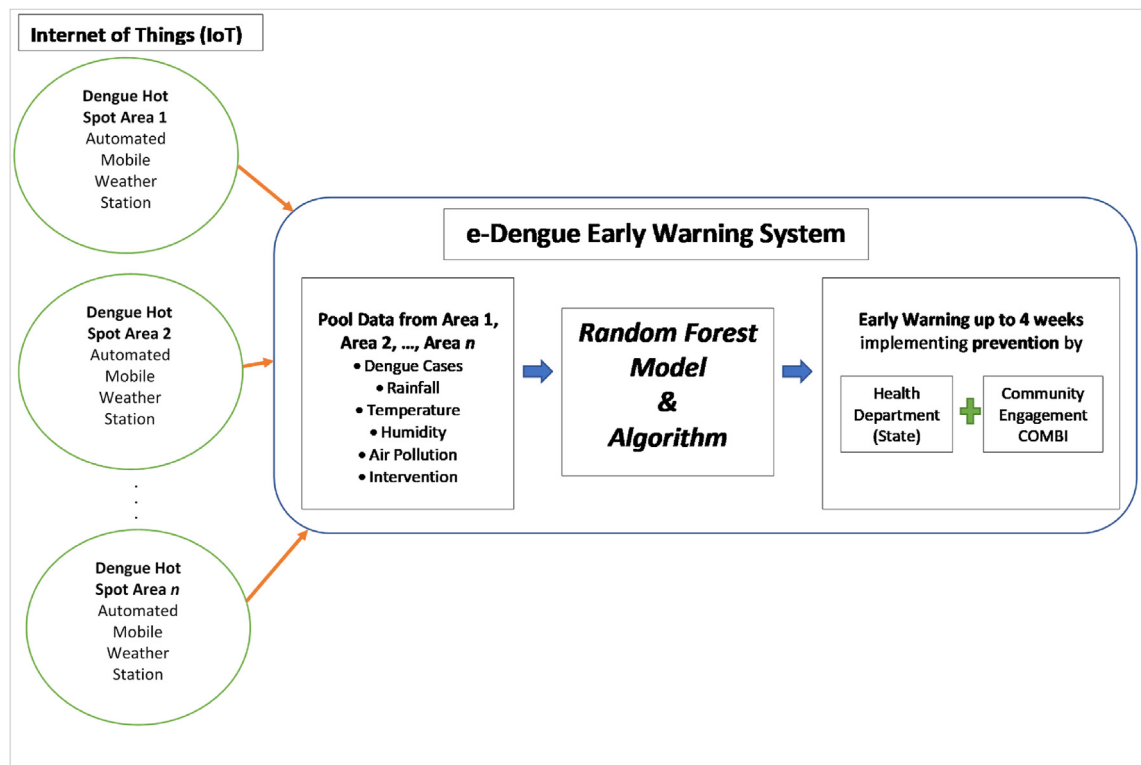 Internet of Things (IoT)
Dengue Hot
Spot Area 1
Automated
Mobile
Weather
Station
Dengue Hot
Spot Area 2
Automated
Mobile
Weather
Station
.
.
.
Dengue Hot
Spot Area n
Automated
Mobile
Weather
Station
e-Dengue Early Warning System
Pool Data from Area 1,
Area 2, ..., Area n
• Dengue Cases
• Rainfall
• Temperature
• Humidity
• Air Pollution
• Intervention
Random Forest
Model
&
Algorithm
Early Warning up to 4 weeks
implementing prevention by
Health
Department
(State)
Community
Engagement
COMBI